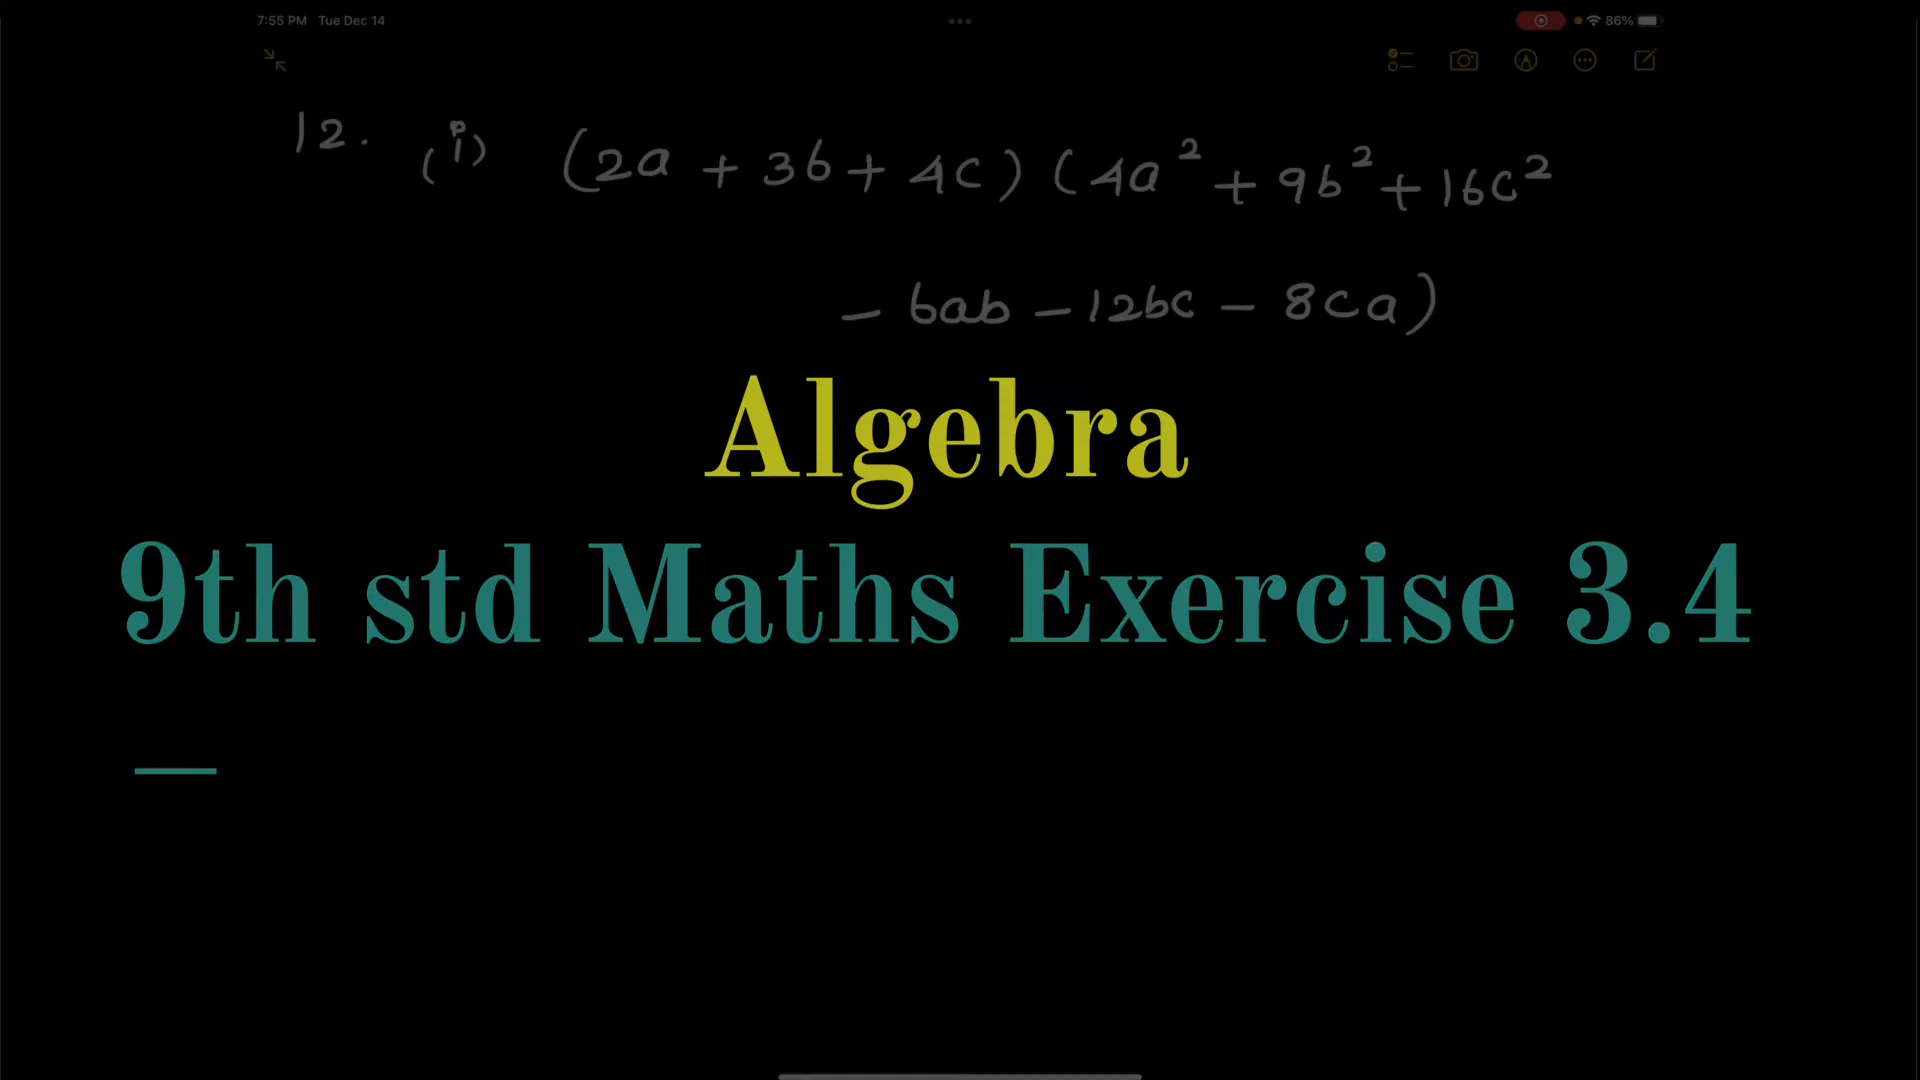 7:55 PM Tue Dec 14
86%
12. (i) (2a + 3b + 4c) (4a² + 9b² + 16c²
- 6ab - 12bc - 8ca)
Algebra
9th std Maths Exercise 3.4